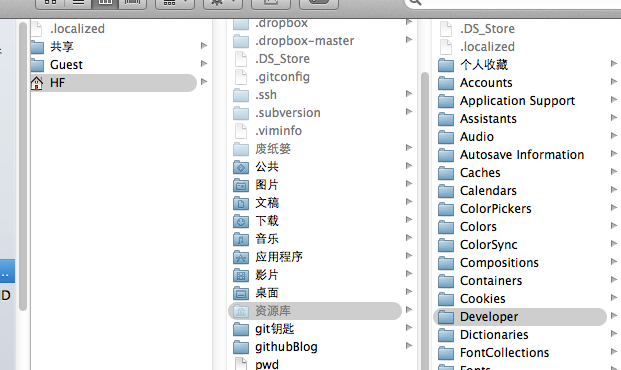 .localized
共享
Guest
HF
D
.dropbox
.dropbox-master
.DS_Store
.gitconfig
.ssh
.subversion
.viminfo
废纸篓
公共
图片
文稿
下载
音乐
应用程序
影片
桌面
资源库
git钥匙
githubBlog
pwd
.DS_Store
.localized
个人收藏
Accounts
Application Support
Assistants
Audio
Autosave Information
Caches
Calendars
ColorPickers
Colors
ColorSync
Compositions
Containers
Cookies
Developer
Dictionaries
FontCollections
Fonts